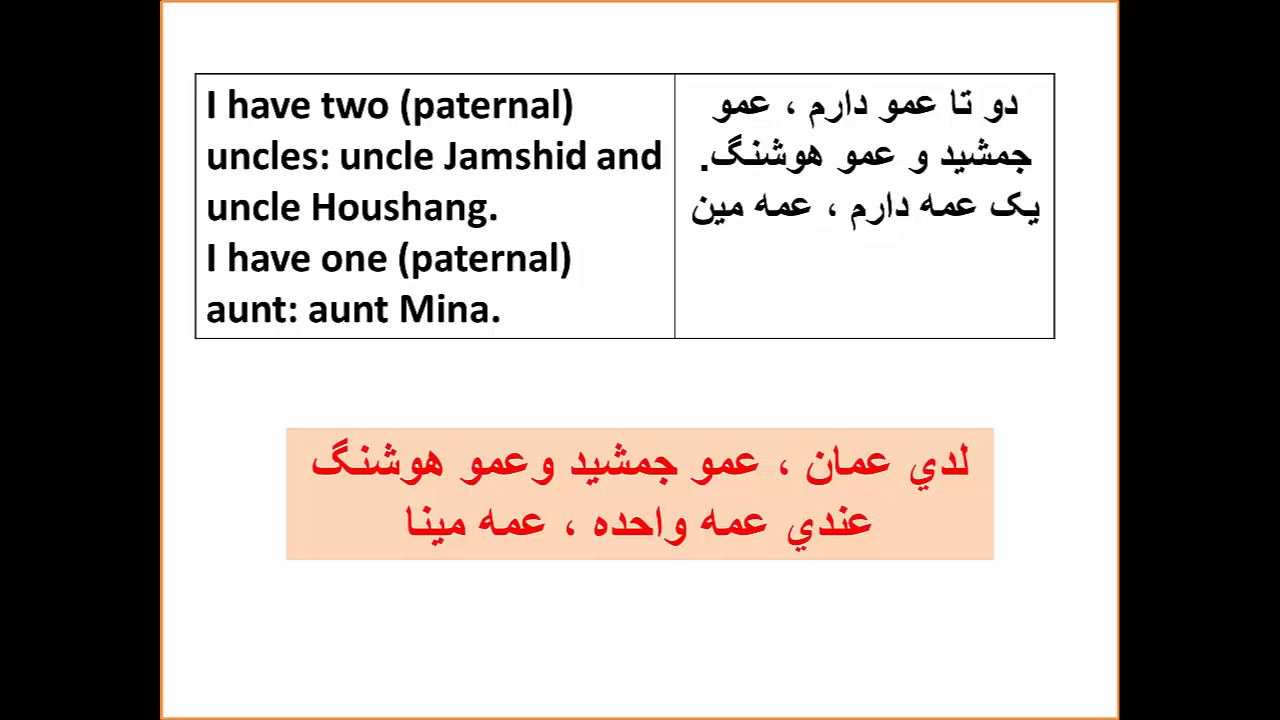 I have two (paternal)
uncles: uncle Jamshid and
uncle Houshang.
I have one (paternal)
aunt: aunt Mina.
دو تا عمو دارم ، عمو
جمشید و عمو هوشنگ.
یک عمه دارم ، عمه مین
لدي عمان ، عمو جمشيد وعمو هوشنگ
عندي عمه واحده ، عمه مينا